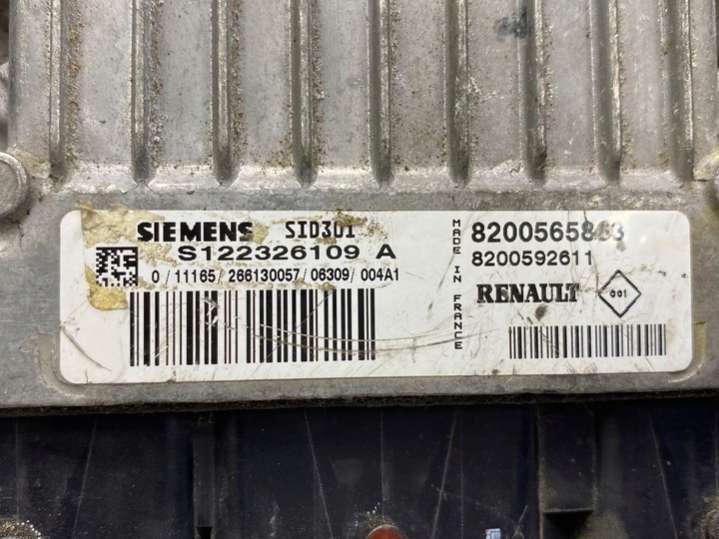 SIEMENS SID301
S122326109 A
0/11165/266130057/06309/004A1
MADE IN FRANCE
8200592611
RENAULT 001